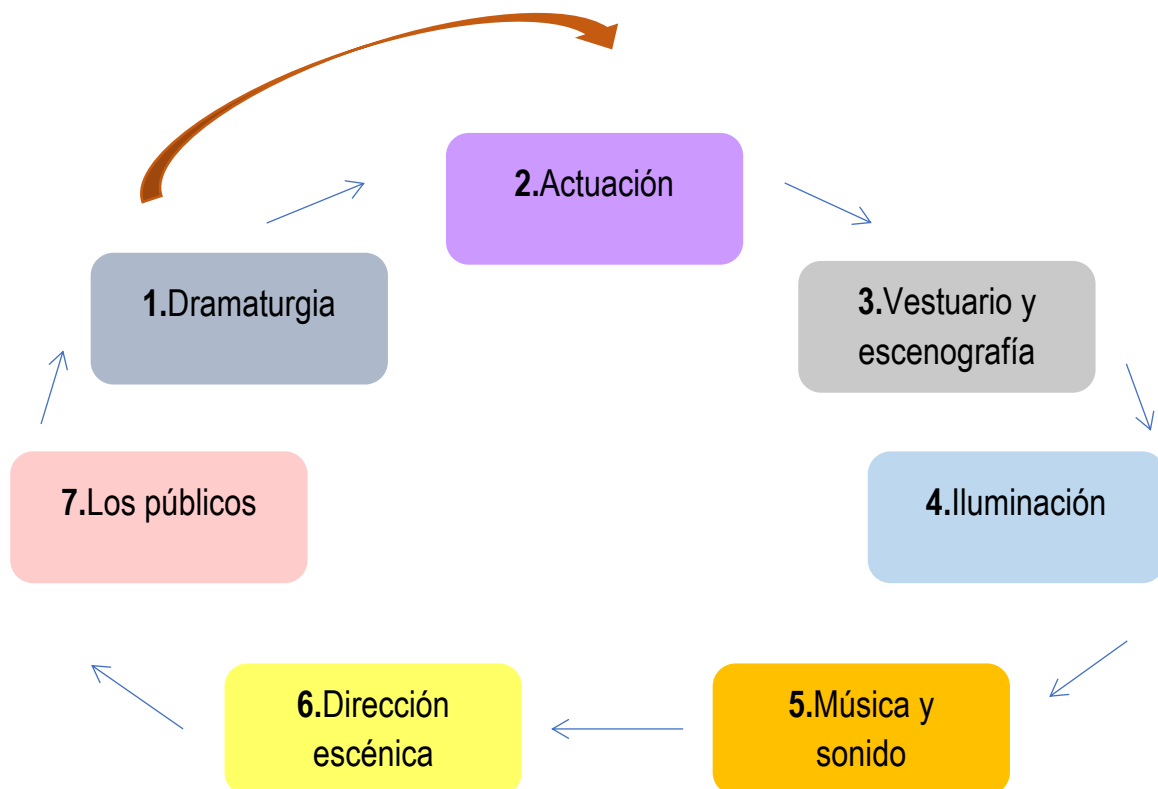 1.Dramaturgia
2.Actuación
3.Vestuario y
escenografía
4.Iluminación
5.Música y
sonido
6.Dirección
escénica
7.Los públicos